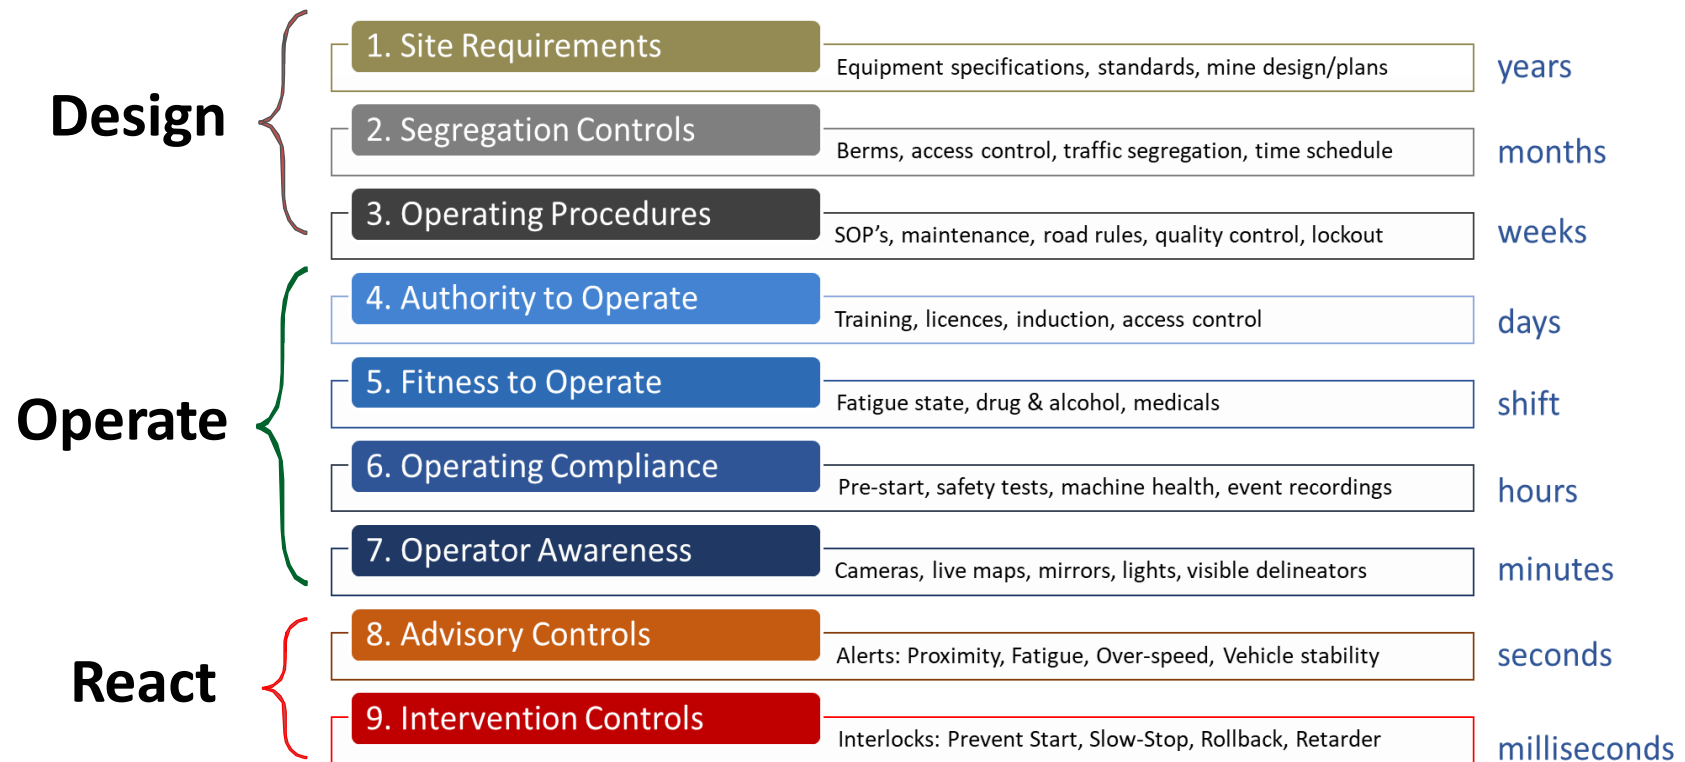 Design
1. Site Requirements
Equipment specifications, standards, mine design/plans
years
2. Segregation Controls
Berms, access control, traffic segregation, time schedule
months
3. Operating Procedures
SOP’s, maintenance, road rules, quality control, lockout
weeks
Operate
4. Authority to Operate
Training, licences, induction, access control
days
5. Fitness to Operate
Fatigue state, drug & alcohol, medicals
shift
6. Operating Compliance
Pre-start, safety tests, machine health, event recordings
hours
7. Operator Awareness
Cameras, live maps, mirrors, lights, visible delineators
minutes
React
8. Advisory Controls
Alerts: Proximity, Fatigue, Over-speed, Vehicle stability
seconds
9. Intervention Controls
Interlocks: Prevent Start, Slow-Stop, Rollback, Retarder
milliseconds